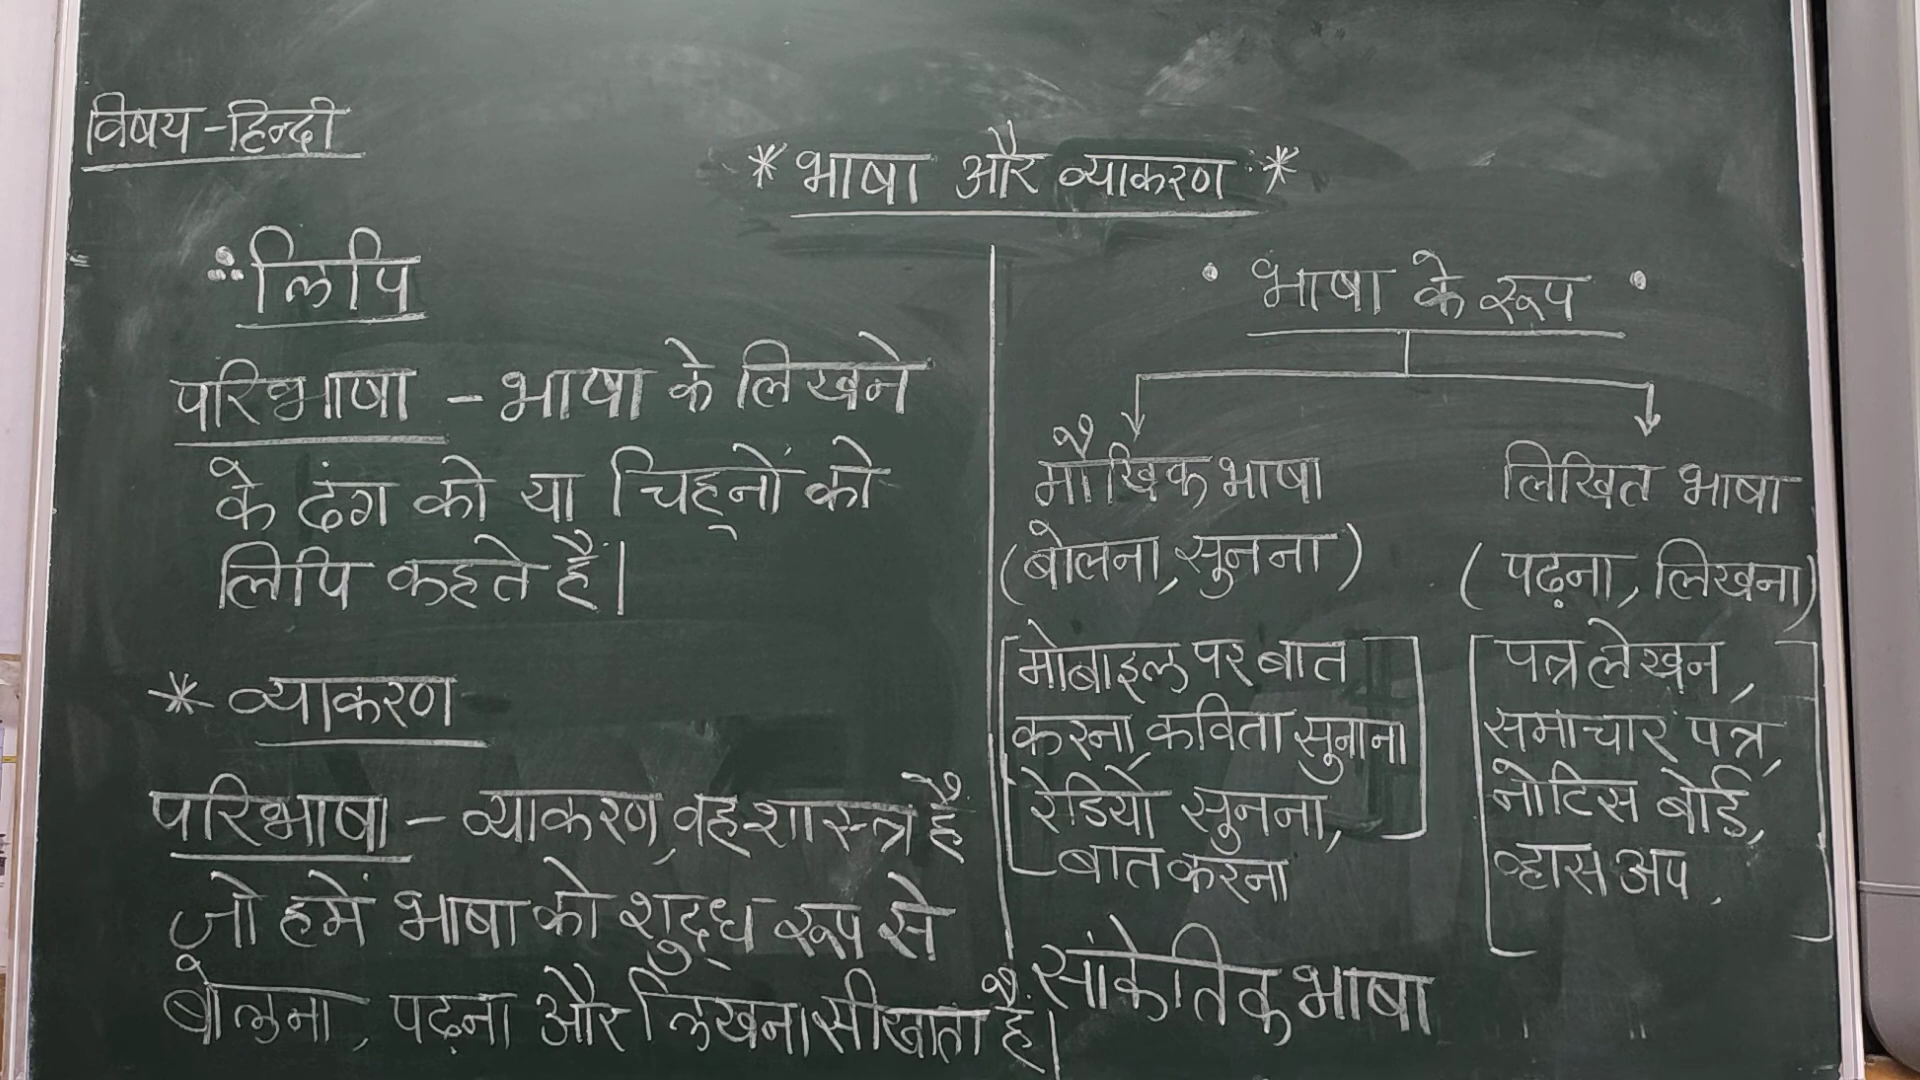 विषय - हिन्दी
* भाषा और व्याकरण *
लिपि
परिभाषा - भाषा के लिखने
के ढंग को या चिह्नों को
लिपि कहते हैं।
* व्याकरण
परिभाषा - व्याकरण, वह शास्त्र है
जो हमें भाषा को शुद्ध रूप से
बोलना, पढ़ना और लिखना सीखाता है।
• भाषा के रूप •
मौखिक भाषा
(बोलना, सुनना)
मोबाइल पर बात
करना, कविता सुनाना
रेडियो सुनना,
बात करना
लिखित भाषा
(पढ़ना, लिखना)
पत्र लेखन,
समाचार पत्र,
नोटिस बोर्ड,
व्हास अप,
सांकेतिक भाषा